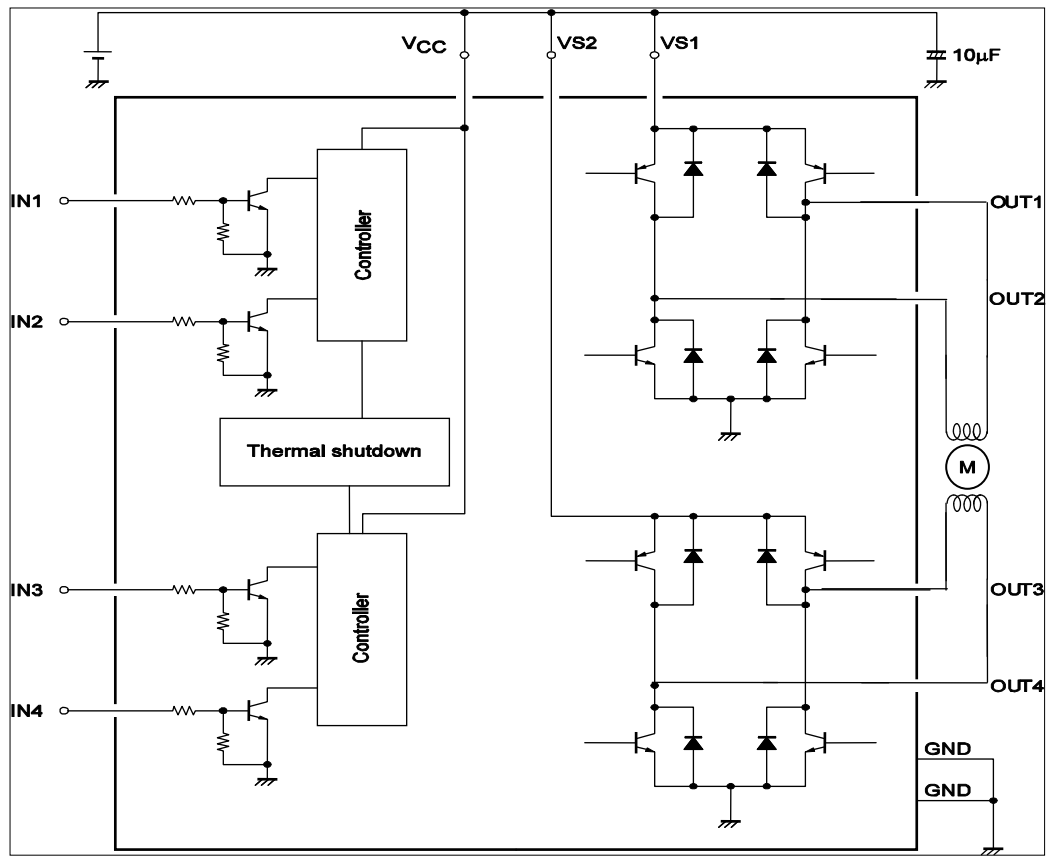 VCC
VS2
VS1
10µF
IN1
Controller
OUT1
IN2
OUT2
Thermal shutdown
M
IN3
Controller
OUT3
IN4
OUT4
GND
GND